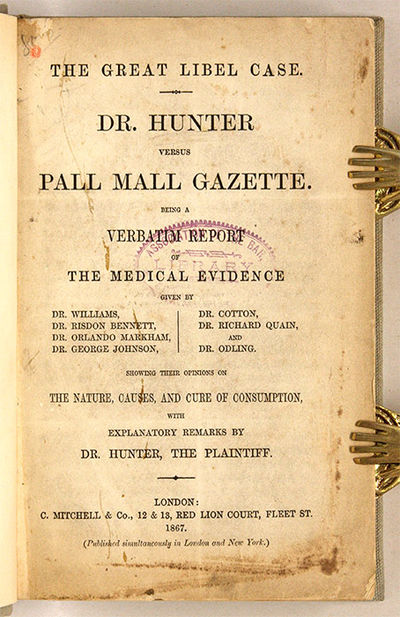 THE GREAT LIBEL CASE.
DR. HUNTER
VERSUS
PALL MALL GAZETTE.
BEING A
VERBATIM REPORT
OF
THE MEDICAL EVIDENCE
GIVEN BY
DR. WILLIAMS,
DR. RISDON BENNETT,
DR. ORLANDO MARKHAM,
DR. GEORGE JOHNSON,
DR. COTTON,
DR. RICHARD QUAIN,
AND
DR. ODLING.
SHOWING THEIR OPINIONS ON
THE NATURE, CAUSES, AND CURE OF CONSUMPTION,
WITH
EXPLANATORY REMARKS BY
DR. HUNTER, THE PLAINTIFF.
LONDON:
C. MITCHELL & Co., 12 & 13, RED LION COURT, FLEET ST.
1867.
(Published simultaneously in London and New York.)
LIBRARY
BAR